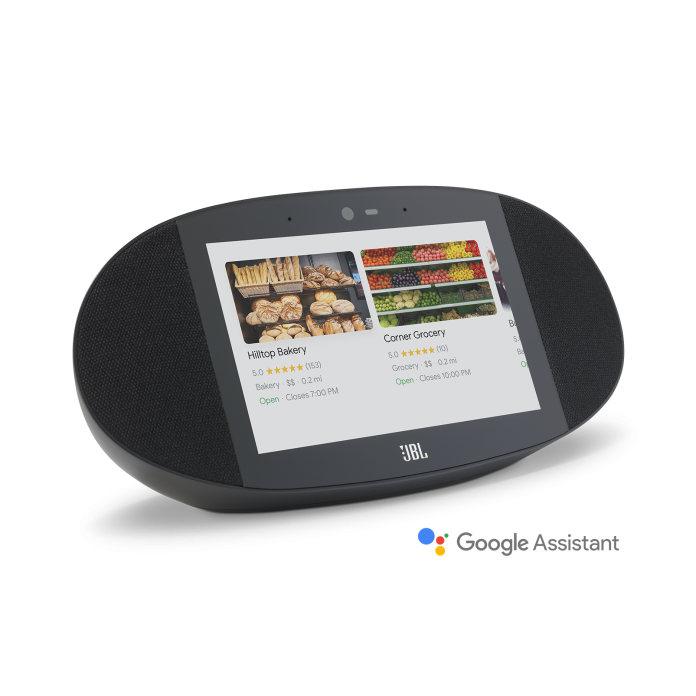 Hilltop Bakery
5.0 ★★★★★ (153)
Bakery · $$ · 0.2 mi
Open · Closes 7:00 PM
Corner Grocery
5.0 ★★★★★ (10)
Grocery · $$ · 0.2 mi
Open · Closes 10:00 PM
JBL
Google Assistant